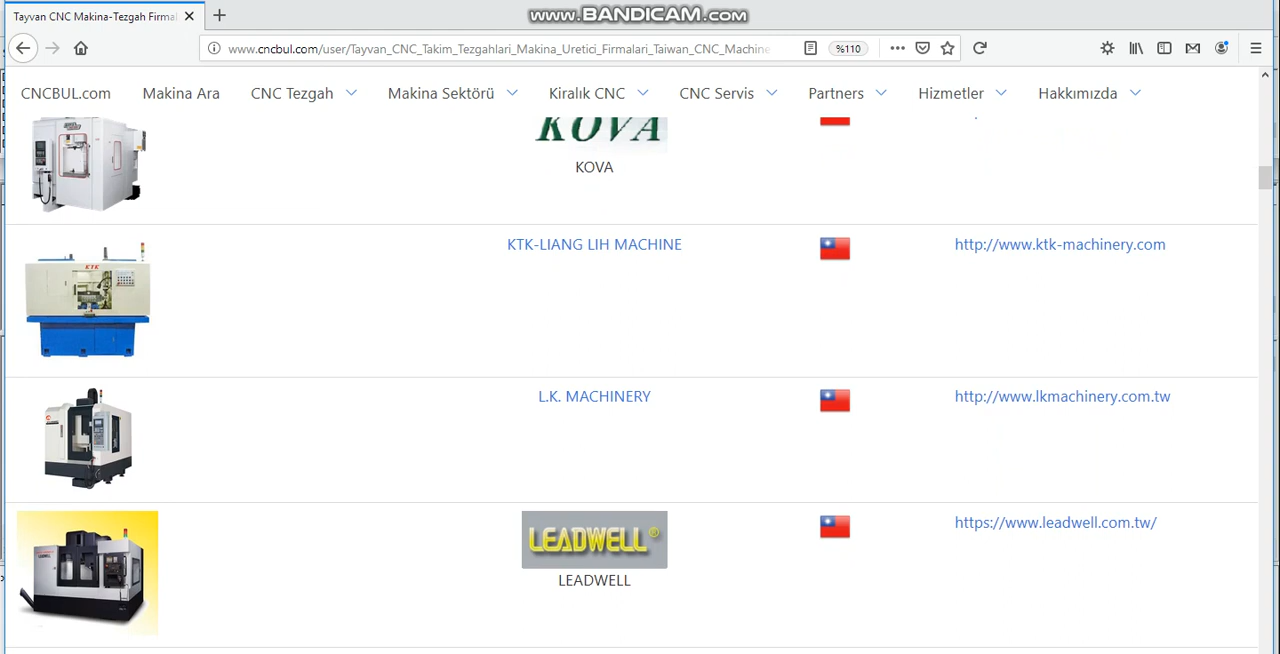 www.BANDICAM.com
Tayvan CNC Makina-Tezgah Firmal
www.cncbul.com/user/Tayvan_CNC_Takim_Tezgahlari_Makina_Uretici_Firmalari_Taiwan_CNC_Machine
%110
CNCBUL.com Makina Ara CNC Tezgah Makina Sektörü Kiralık CNC CNC Servis Partners Hizmetler Hakkımızda
KOVA
KOVA
KTK-LIANG LIH MACHINE http://www.ktk-machinery.com
KTK
L.K. MACHINERY http://www.lkmachinery.com.tw
LEADWELL® https://www.leadwell.com.tw/
LEADWELL
LEADWELL